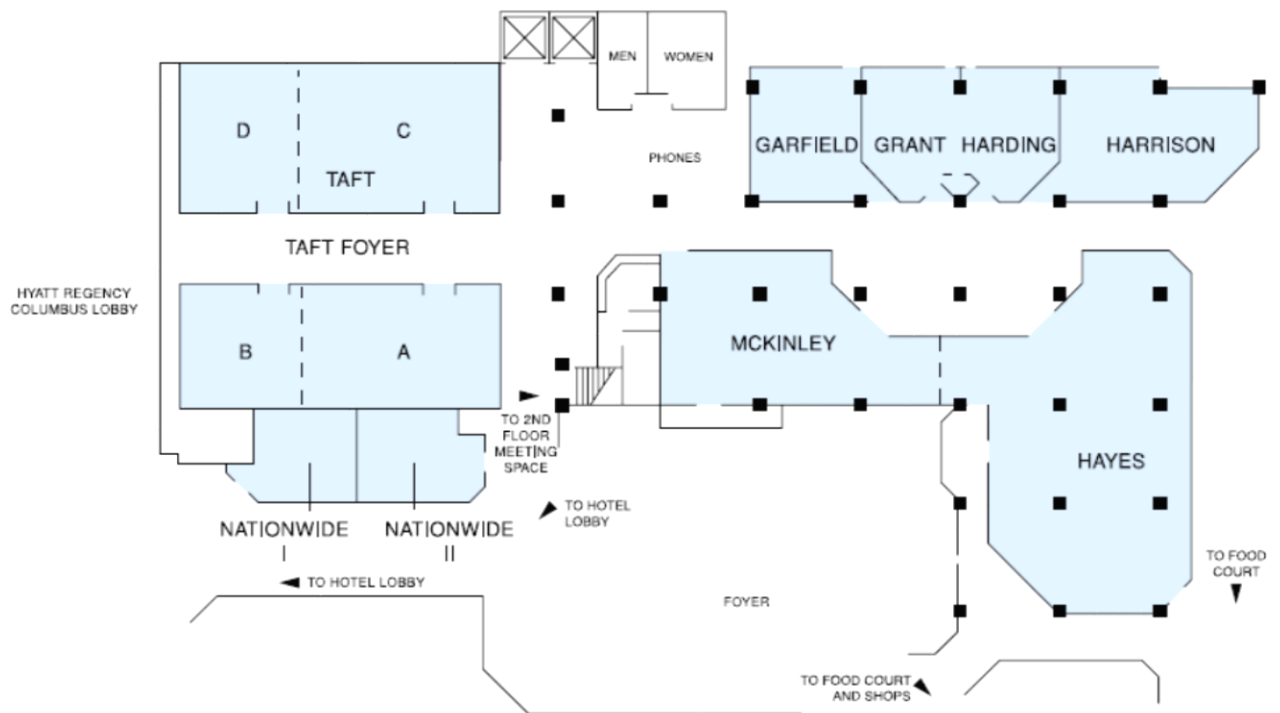 MEN
WOMEN
D
C
TAFT
PHONES
GARFIELD
GRANT
HARDING
HARRISON
TAFT FOYER
HYATT REGENCY
COLUMBUS LOBBY
B
A
MCKINLEY
TO 2ND
FLOOR
MEETING
SPACE
HAYES
TO HOTEL
LOBBY
NATIONWIDE
I
NATIONWIDE
II
TO HOTEL LOBBY
FOYER
TO FOOD
COURT
TO FOOD COURT
AND SHOPS